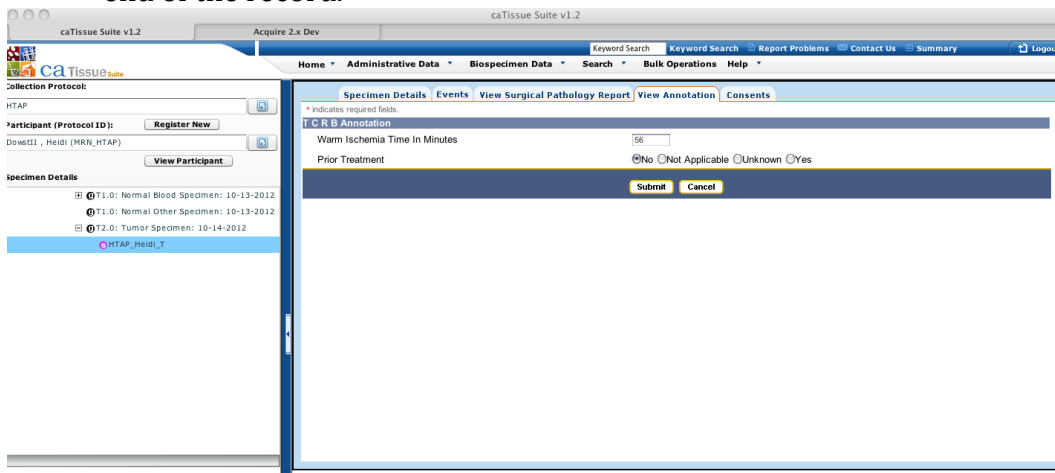 caTissue Suite v1.2
caTissue Suite v1.2 Acquire 2.x Dev
Keyword Search Keyword Search Report Problems Contact Us Summary Logou
caTissue Suite
Home Administrative Data Biospecimen Data Search Bulk Operations Help
Collection Protocol:
HTAP
Participant (Protocol ID): Register New
DowstII , Heidi (MRN_HTAP)
View Participant
Specimen Details
T1.0: Normal Blood Specimen: 10-13-2012
T1.0: Normal Other Specimen: 10-13-2012
T2.0: Tumor Specimen: 10-14-2012
S HTAP_Heidi_T
Specimen Details Events View Surgical Pathology Report View Annotation Consents
* indicates required fields.
T C R B Annotation
Warm Ischemia Time In Minutes 56
Prior Treatment No Not Applicable Unknown Yes
Submit Cancel